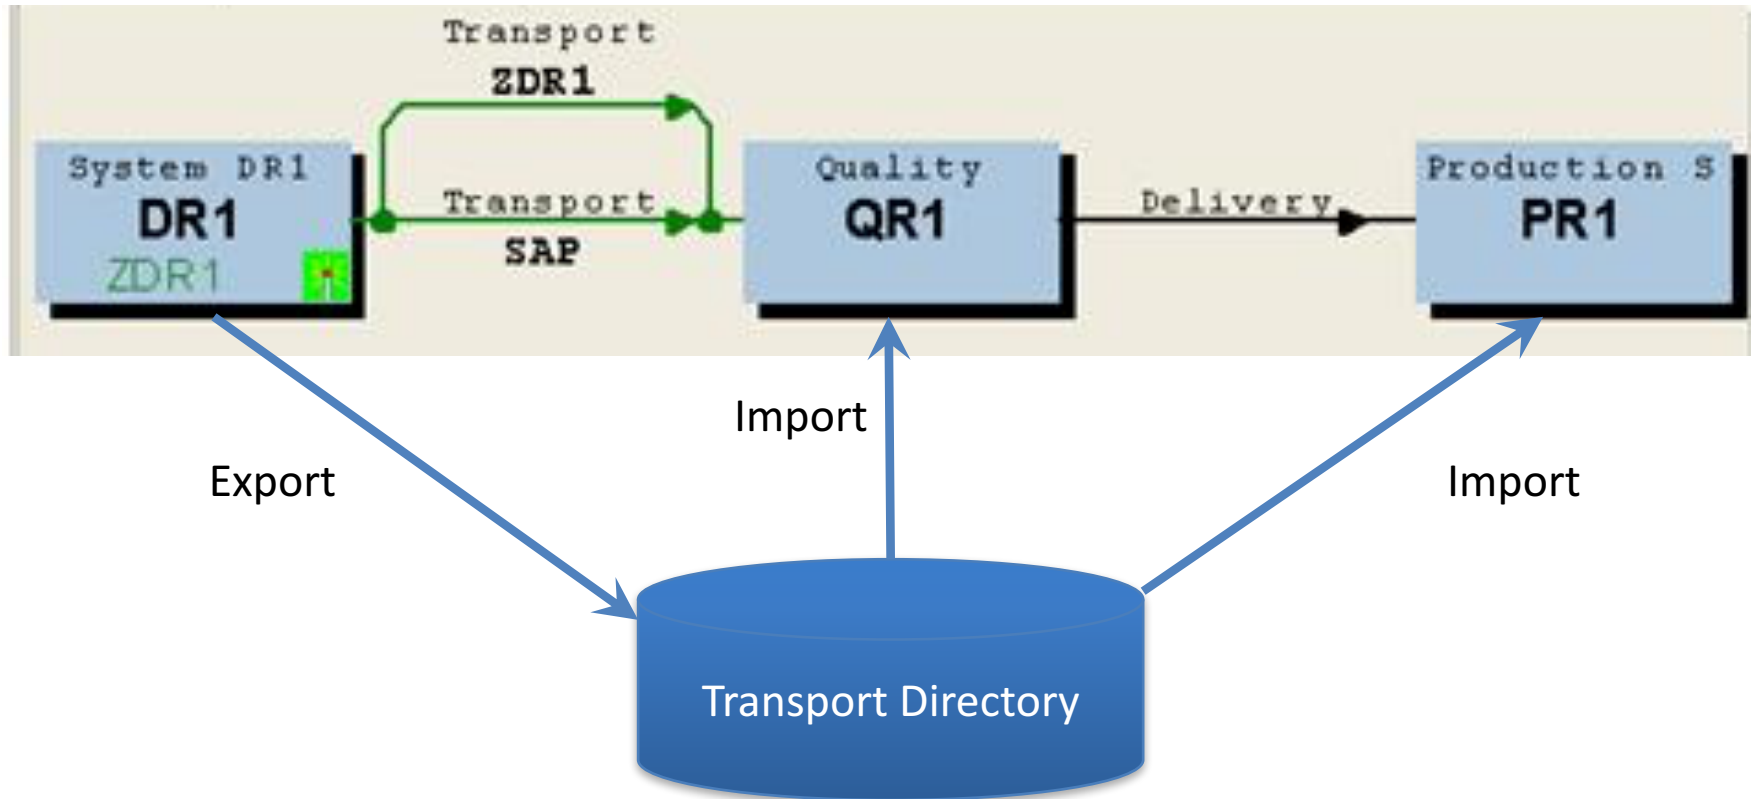 Transport
ZDR1
System DR1
DR1
ZDR1
Transport
SAP
Quality
QR1
Delivery
Production S
PR1
Import
Export
Import
Transport Directory